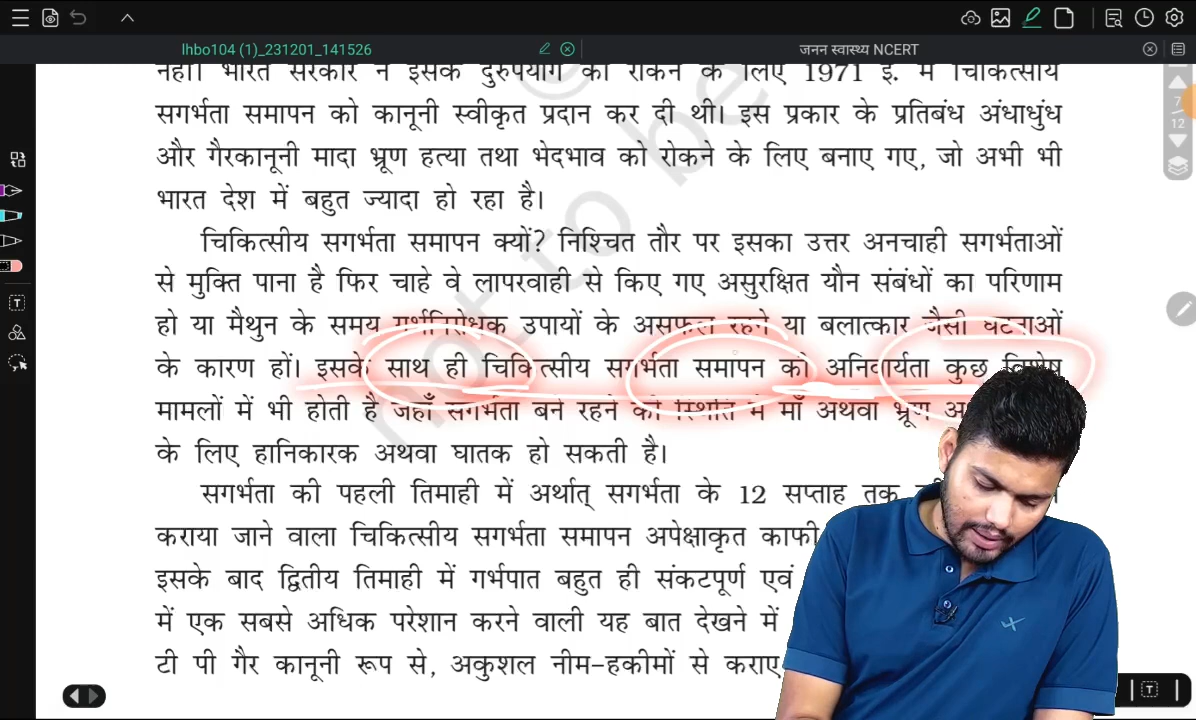 lhbo104 (1)_231201_141526
जनन स्वास्थ्य NCERT
नहीं। भारत सरकार ने इसके दुरुपयोग को रोकने के लिए 1971 ई. में चिकित्सीय
सगर्भता समापन को कानूनी स्वीकृत प्रदान कर दी थी। इस प्रकार के प्रतिबंध अंधाधुंध
और गैरकानूनी मादा भ्रूण हत्या तथा भेदभाव को रोकने के लिए बनाए गए, जो अभी भी
भारत देश में बहुत ज्यादा हो रहा है।
चिकित्सीय सगर्भता समापन क्यों? निश्चित तौर पर इसका उत्तर अनचाही सगर्भताओं
से मुक्ति पाना है फिर चाहे वे लापरवाही से किए गए असुरक्षित यौन संबंधों का परिणाम
हो या मैथुन के समय गर्भनिरोधक उपायों के असफल रहने या बलात्कार जैसी घटनाओं
के कारण हों। इसके साथ ही चिकित्सीय सगर्भता समापन की अनिवार्यता कुछ विशेष
मामलों में भी होती है जहाँ सगर्भता बने रहने की स्थिति में माँ अथवा भ्रूण
के लिए हानिकारक अथवा घातक हो सकती है।
सगर्भता की पहली तिमाही में अर्थात् सगर्भता के 12 सप्ताह तक
कराया जाने वाला चिकित्सीय सगर्भता समापन अपेक्षाकृत काफी
इसके बाद द्वितीय तिमाही में गर्भपात बहुत ही संकटपूर्ण एवं
में एक सबसे अधिक परेशान करने वाली यह बात देखने में
टी पी गैर कानूनी रूप से, अकुशल नीम-हकीमों से कराए
not to be
7
12